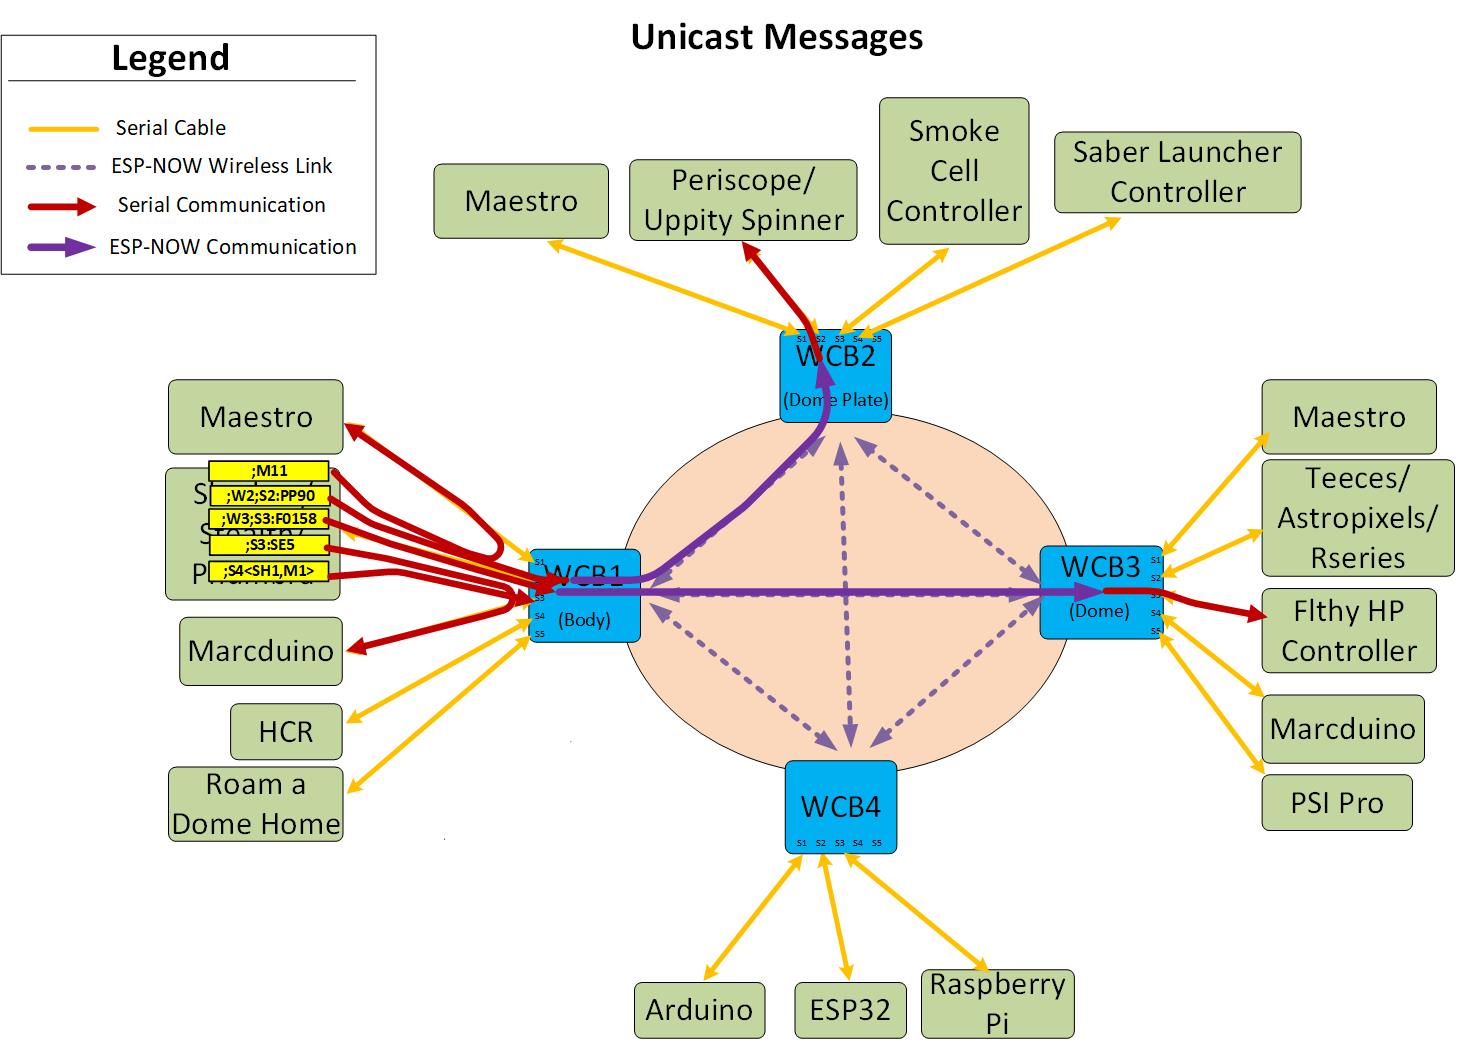 Unicast Messages
Legend
Serial Cable
ESP-NOW Wireless Link
Serial Communication
ESP-NOW Communication
Maestro
Periscope/
Uppity Spinner
Smoke
Cell
Controller
Saber Launcher
Controller
S1 S2 S3 S4 S5
WCB2
(Dome Plate)
Maestro
;M11
;W2;S2:PP90
;W3;S3:F0158
;S3:SE5
;S4<SH1,M1>
Marcduino
HCR
Roam a
Dome Home
S1
WCB1
S3
(Body)
S4
S5
WCB3
(Dome)
S1
S2
S3
S4
S5
Maestro
Teeces/
Astropixels/
Rseries
Flthy HP
Controller
Marcduino
PSI Pro
WCB4
S1 S2 S3 S4 S5
Arduino
ESP32
Raspberry
Pi